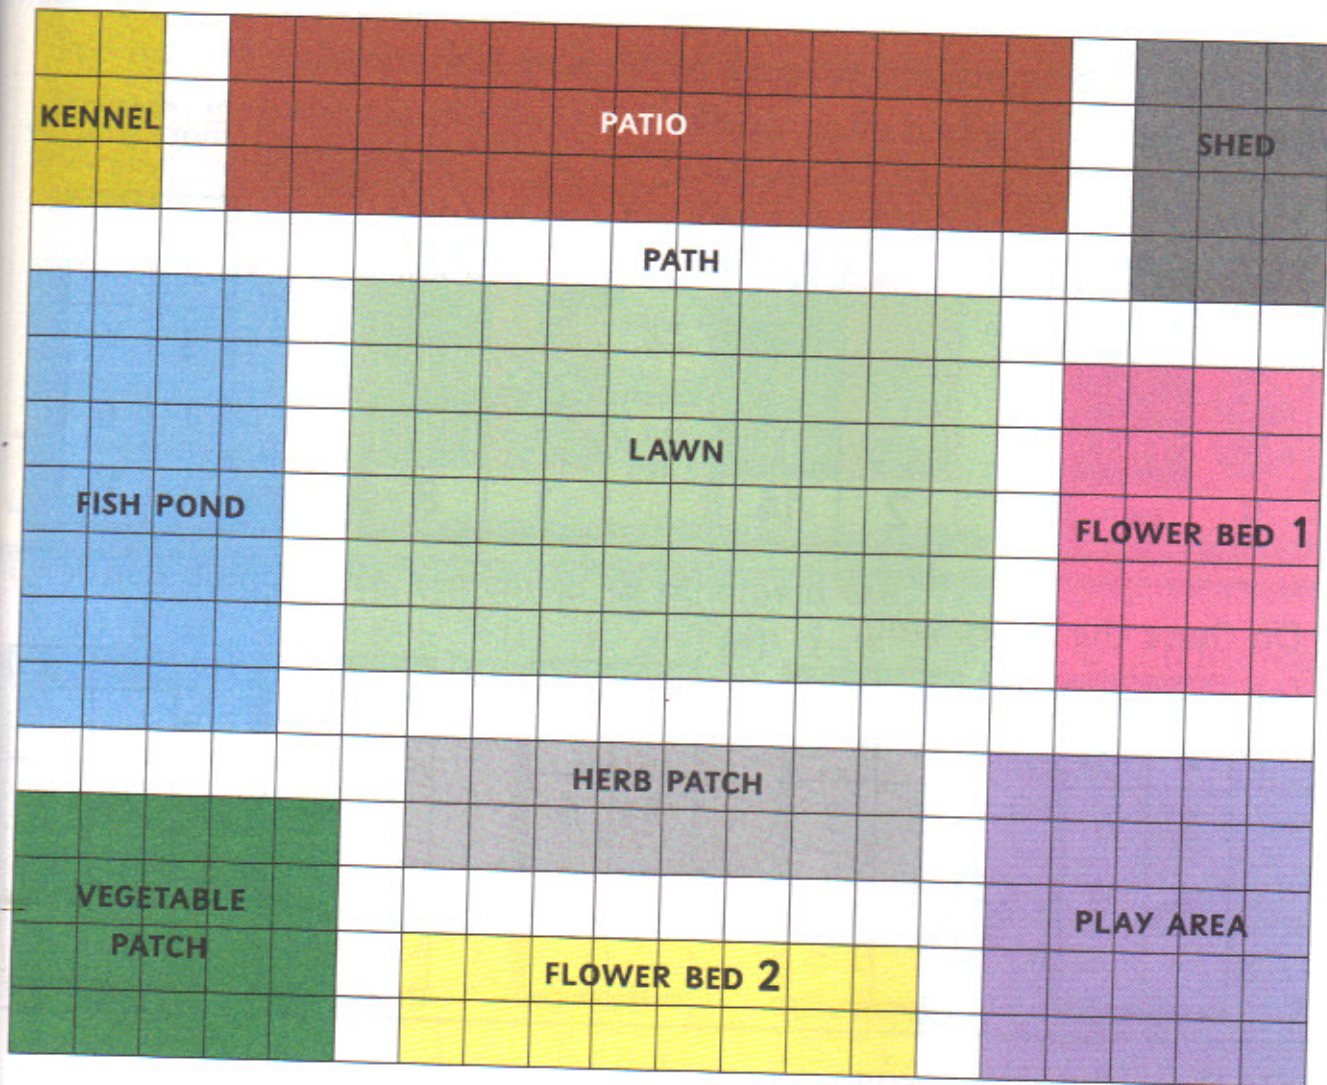 KENNEL
PATIO
SHED
PATH
LAWN
FISH POND
FLOWER BED 1
HERB PATCH
VEGETABLE
PATCH
PLAY AREA
FLOWER BED 2